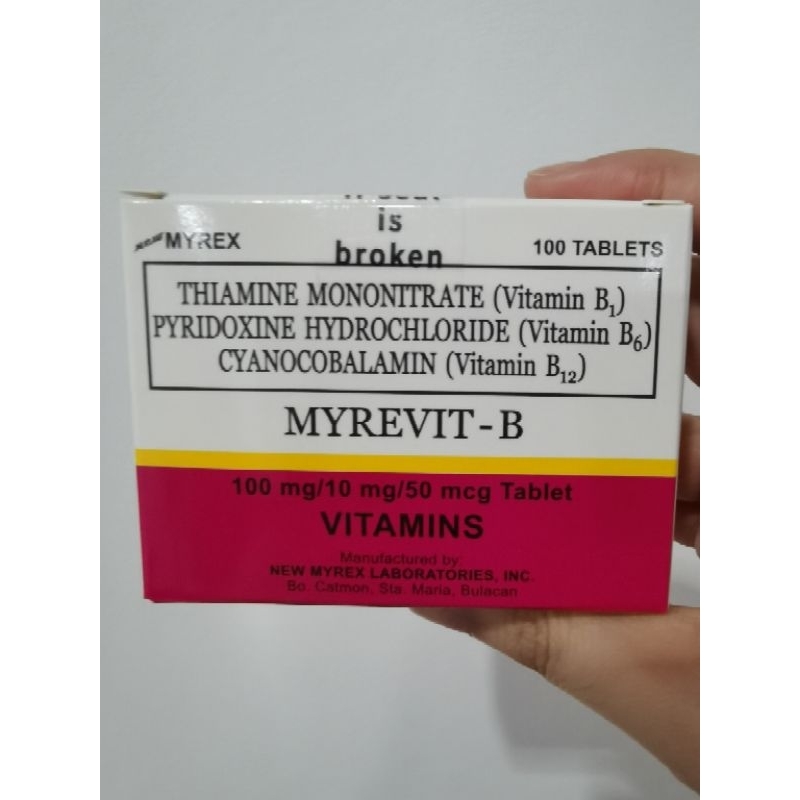 is
broken
MYREX
100 TABLETS
THIAMINE MONONITRATE (Vitamin B₁)
PYRIDOXINE HYDROCHLORIDE (Vitamin B₆)
CYANOCOBALAMIN (Vitamin B₁₂)
MYREVIT-B
100 mg/10 mg/50 mcg Tablet
VITAMINS
Manufactured by:
NEW MYREX LABORATORIES, INC.
Bo. Catmon, Sta. Maria, Bulacan